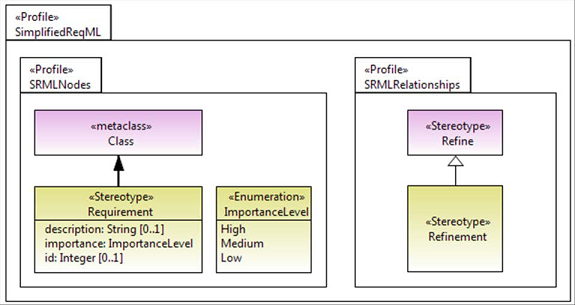 «Profile»
SimplifiedReqML
«Profile»
SRMLNodes
«metaclass»
Class
«Stereotype»
Requirement
description: String [0..1]
importance: ImportanceLevel
id: Integer [0..1]
«Enumeration»
ImportanceLevel
High
Medium
Low
«Profile»
SRMLRelationships
«Stereotype»
Refine
«Stereotype»
Refinement